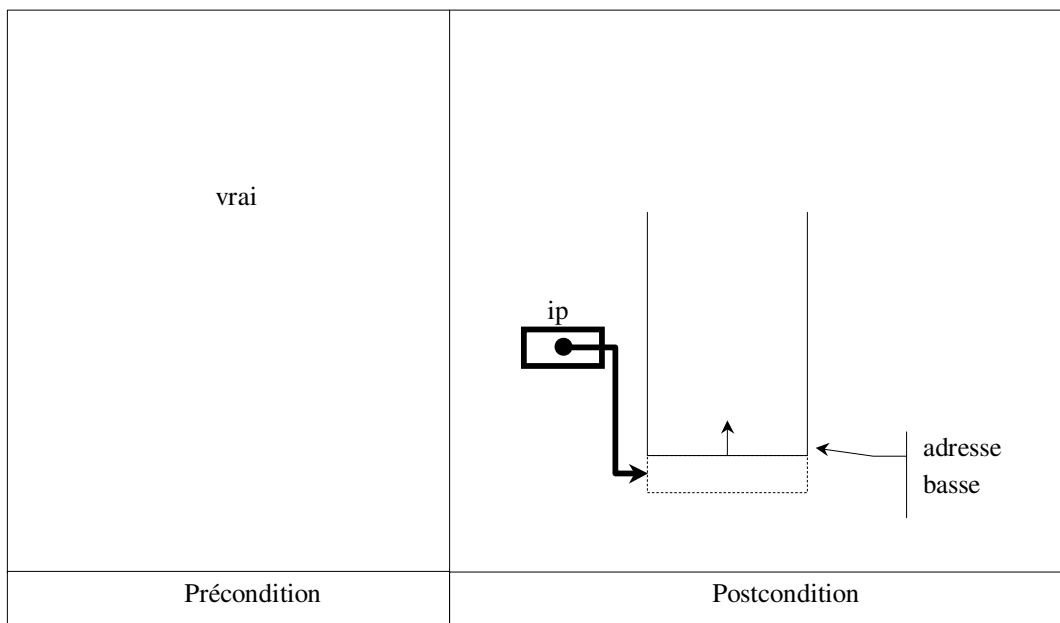 vrai
ip
adresse
basse
Précondition
Postcondition